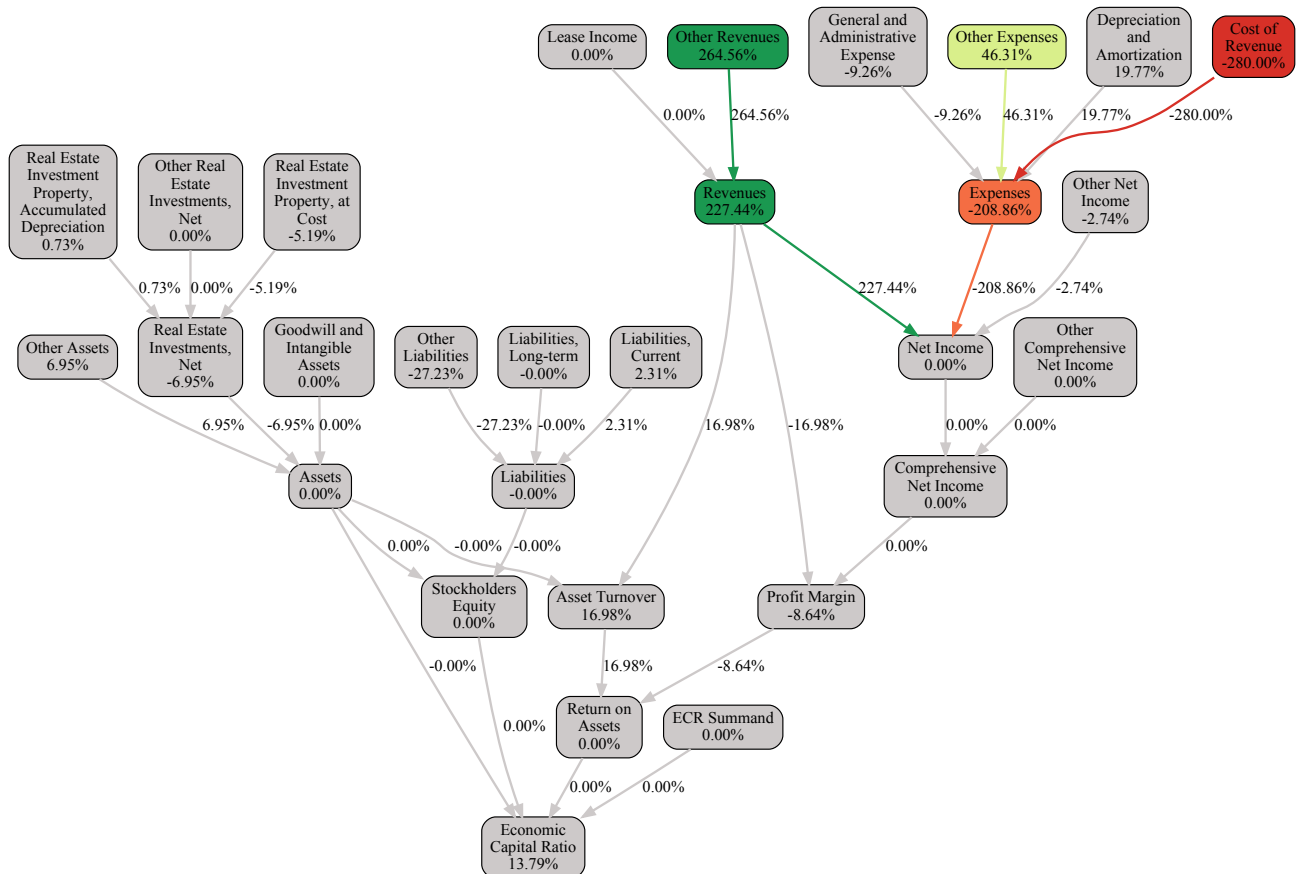 Lease Income
0.00%
Other Revenues
264.56%
General and
Administrative
Expense
-9.26%
Other Expenses
46.31%
Depreciation
and
Amortization
19.77%
Cost of
Revenue
-280.00%
0.00%
264.56%
-9.26%
46.31%
19.77%
-280.00%
Real Estate
Investment
Property,
Accumulated
Depreciation
0.73%
Other Real
Estate
Investments,
Net
0.00%
Real Estate
Investment
Property, at
Cost
-5.19%
Revenues
227.44%
Expenses
-208.86%
Other Net
Income
-2.74%
0.73%
0.00%
-5.19%
227.44%
-208.86%
-2.74%
Other Assets
6.95%
Real Estate
Investments,
Net
-6.95%
Goodwill and
Intangible
Assets
0.00%
Other
Liabilities
-27.23%
Liabilities,
Long-term
-0.00%
Liabilities,
Current
2.31%
Net Income
0.00%
Other
Comprehensive
Net Income
0.00%
6.95%
-6.95%
0.00%
-27.23%
-0.00%
2.31%
16.98%
-16.98%
0.00%
0.00%
Assets
0.00%
Liabilities
-0.00%
Comprehensive
Net Income
0.00%
0.00%
-0.00%
-0.00%
0.00%
Stockholders
Equity
0.00%
Asset Turnover
16.98%
Profit Margin
-8.64%
-0.00%
16.98%
-8.64%
Return on
Assets
0.00%
ECR Summand
0.00%
0.00%
0.00%
0.00%
Economic
Capital Ratio
13.79%